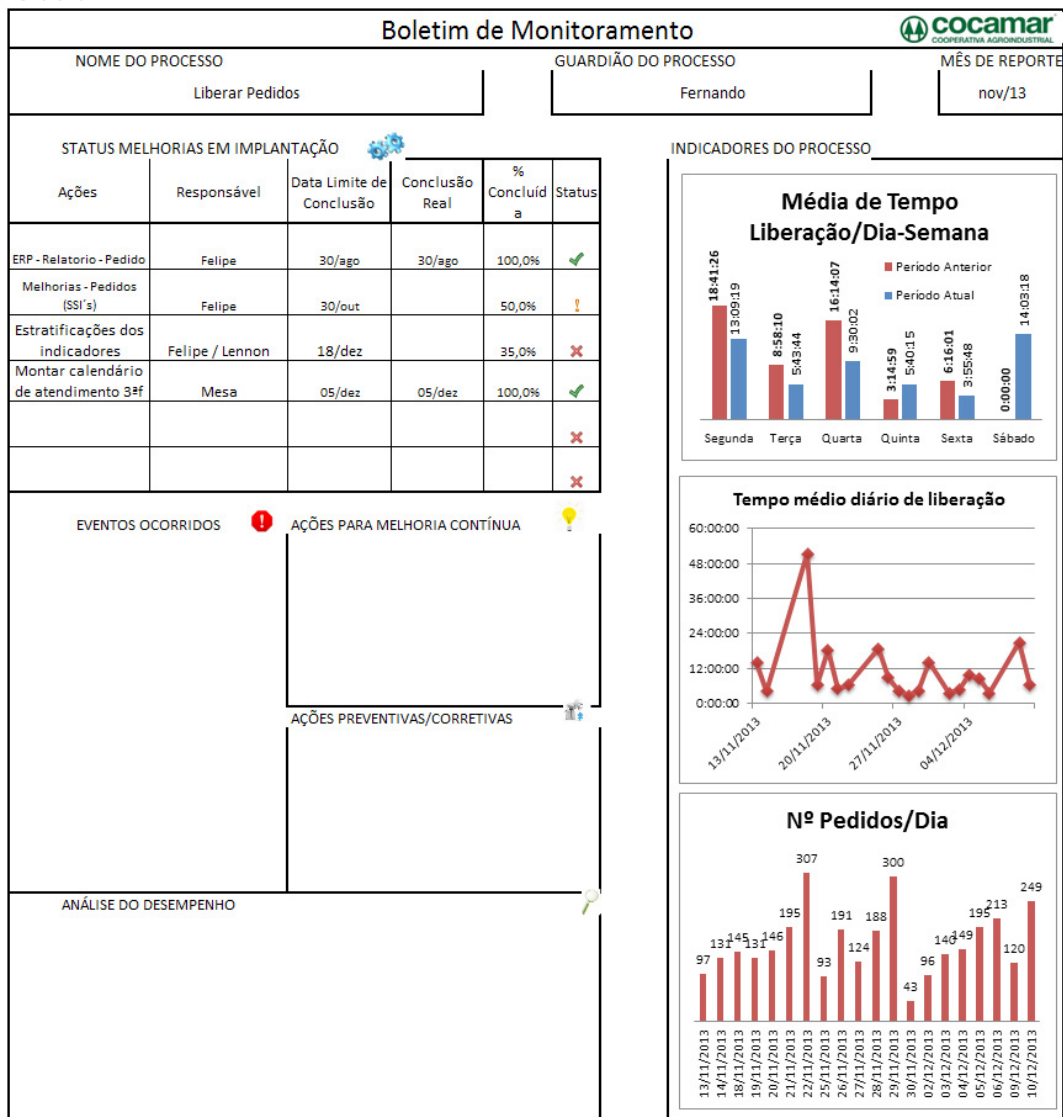 Boletim de Monitoramento
cocamar
COOPERATIVA AGROINDUSTRIAL
NOME DO PROCESSO
GUARDIÃO DO PROCESSO
MÊS DE REPORTE
Liberar Pedidos
Fernando
nov/13
STATUS MELHORIAS EM IMPLANTAÇÃO
Ações
Responsável
Data Limite de
Conclusão
Conclusão
Real
%
Concluíd
a
Status
ERP - Relatorio - Pedido
Felipe
30/ago
30/ago
100,0%
Melhorias - Pedidos
(SSI´s)
Felipe
30/out
50,0%
Estratificações dos
indicadores
Felipe / Lennon
18/dez
35,0%
Montar calendário
de atendimento 3ªf
Mesa
05/dez
05/dez
100,0%
EVENTOS OCORRIDOS
AÇÕES PARA MELHORIA CONTÍNUA
AÇÕES PREVENTIVAS/CORRETIVAS
ANÁLISE DO DESEMPENHO
INDICADORES DO PROCESSO
Média de Tempo
Liberação/Dia-Semana
Período Anterior
Período Atual
18:41:26
13:09:19
8:58:10
5:43:44
16:14:07
9:30:02
3:14:59
5:40:15
6:16:01
3:55:48
0:00:00
14:03:18
Segunda
Terça
Quarta
Quinta
Sexta
Sábado
Tempo médio diário de liberação
60:00:00
48:00:00
36:00:00
24:00:00
12:00:00
0:00:00
13/11/2013
20/11/2013
27/11/2013
04/12/2013
Nº Pedidos/Dia
97
131
145
131
146
195
307
93
191
124
188
300
43
96
140
149
195
213
120
249
13/11/2013
14/11/2013
18/11/2013
19/11/2013
20/11/2013
21/11/2013
22/11/2013
25/11/2013
26/11/2013
27/11/2013
28/11/2013
29/11/2013
30/11/2013
02/12/2013
03/12/2013
04/12/2013
05/12/2013
06/12/2013
09/12/2013
10/12/2013